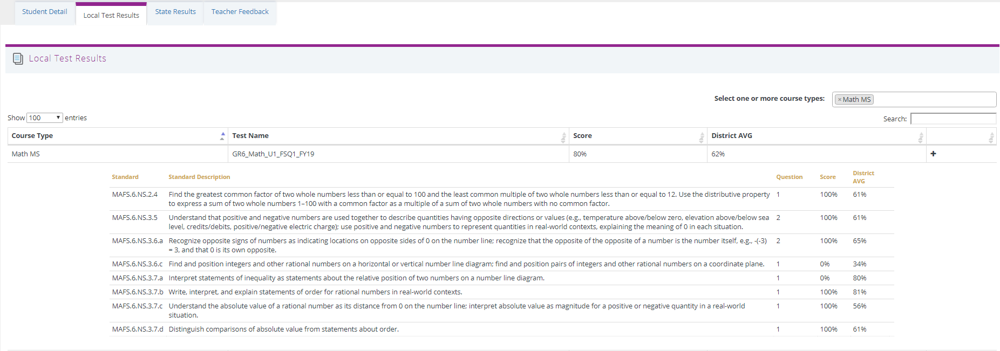 Student Detail
Local Test Results
State Results
Teacher Feedback
Local Test Results
Select one or more course types: × Math MS
Show 100 entries
Search:
Course Type Test Name Score District AVG
Math MS GR6_Math_U1_FSQ1_FY19 80% 62% +
Standard Standard Description Question Score District
AVG
MAFS.6.NS.2.4 Find the greatest common factor of two whole numbers less than or equal to 100 and the least common multiple of two whole numbers less than or equal to 12. Use the distributive property 1 100% 61%
to express a sum of two whole numbers 1–100 with a common factor as a multiple of a sum of two whole numbers with no common factor.
MAFS.6.NS.3.5 Understand that positive and negative numbers are used together to describe quantities having opposite directions or values (e.g., temperature above/below zero, elevation above/below sea 2 100% 61%
level, credits/debits, positive/negative electric charge); use positive and negative numbers to represent quantities in real-world contexts, explaining the meaning of 0 in each situation.
MAFS.6.NS.3.6.a Recognize opposite signs of numbers as indicating locations on opposite sides of 0 on the number line; recognize that the opposite of the opposite of a number is the number itself, e.g., -(-3) 2 100% 65%
= 3, and that 0 is its own opposite.
MAFS.6.NS.3.6.c Find and position integers and other rational numbers on a horizontal or vertical number line diagram; find and position pairs of integers and other rational numbers on a coordinate plane. 1 0% 34%
MAFS.6.NS.3.7.a Interpret statements of inequality as statements about the relative position of two numbers on a number line diagram. 1 0% 80%
MAFS.6.NS.3.7.b Write, interpret, and explain statements of order for rational numbers in real-world contexts. 1 100% 81%
MAFS.6.NS.3.7.c Understand the absolute value of a rational number as its distance from 0 on the number line; interpret absolute value as magnitude for a positive or negative quantity in a real-world 1 100% 56%
situation.
MAFS.6.NS.3.7.d Distinguish comparisons of absolute value from statements about order. 1 100% 61%